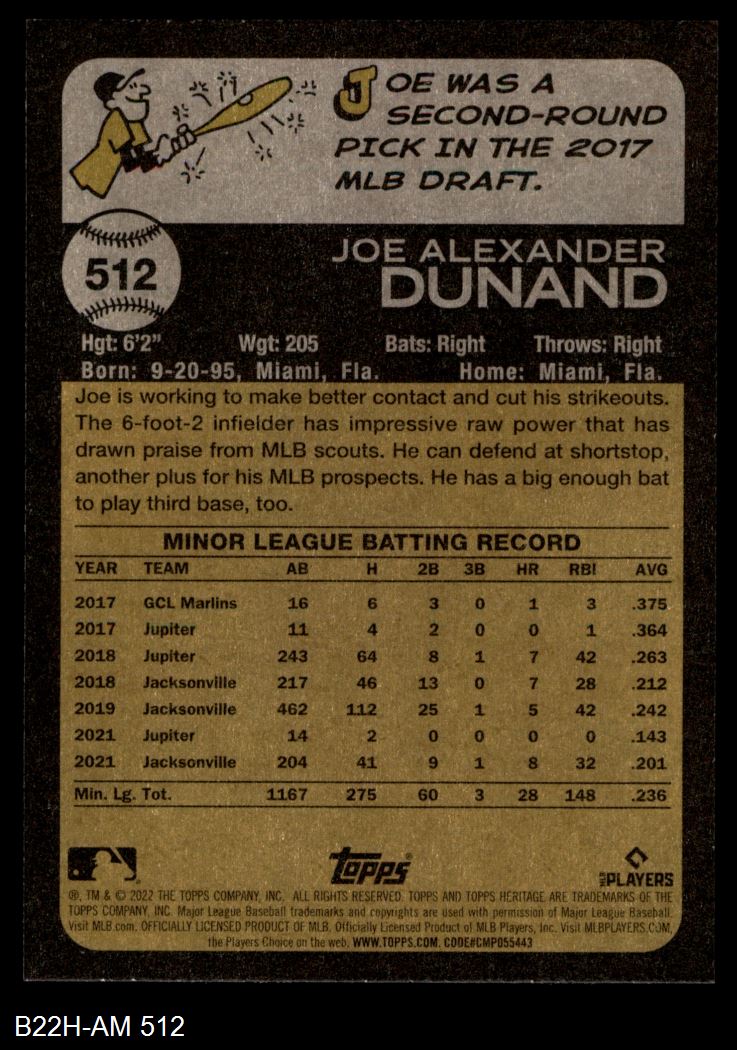 JOE WAS A
SECOND-ROUND
PICK IN THE 2017
MLB DRAFT.
512
JOE ALEXANDER
DUNAND
Hgt: 6'2" Wgt: 205 Bats: Right Throws: Right
Born: 9-20-95, Miami, Fla. Home: Miami, Fla.
Joe is working to make better contact and cut his strikeouts.
The 6-foot-2 infielder has impressive raw power that has
drawn praise from MLB scouts. He can defend at shortstop,
another plus for his MLB prospects. He has a big enough bat
to play third base, too.
MINOR LEAGUE BATTING RECORD
YEAR TEAM AB H 2B 3B HR RBI AVG
2017 GCL Marlins 16 6 3 0 1 3 .375
2017 Jupiter 11 4 2 0 0 1 .364
2018 Jupiter 243 64 8 1 7 42 .263
2018 Jacksonville 217 46 13 0 7 28 .212
2019 Jacksonville 462 112 25 1 5 42 .242
2021 Jupiter 14 2 0 0 0 0 .143
2021 Jacksonville 204 41 9 1 8 32 .201
Min. Lg. Tot. 1167 275 60 3 28 148 .236
Topps®
MLB PLAYERS
®, TM & © 2022 THE TOPPS COMPANY, INC. ALL RIGHTS RESERVED. TOPPS AND TOPPS HERITAGE ARE TRADEMARKS OF THE
TOPPS COMPANY, INC. Major League Baseball trademarks and copyrights are used with permission of Major League Baseball.
Visit MLB.com. OFFICIALLY LICENSED PRODUCT OF MLB. Officially Licensed Product of MLB Players, Inc. Visit MLBPLAYERS.COM,
the Players Choice on the web. WWW.TOPPS.COM. CODE#CMP055443
B22H-AM 512